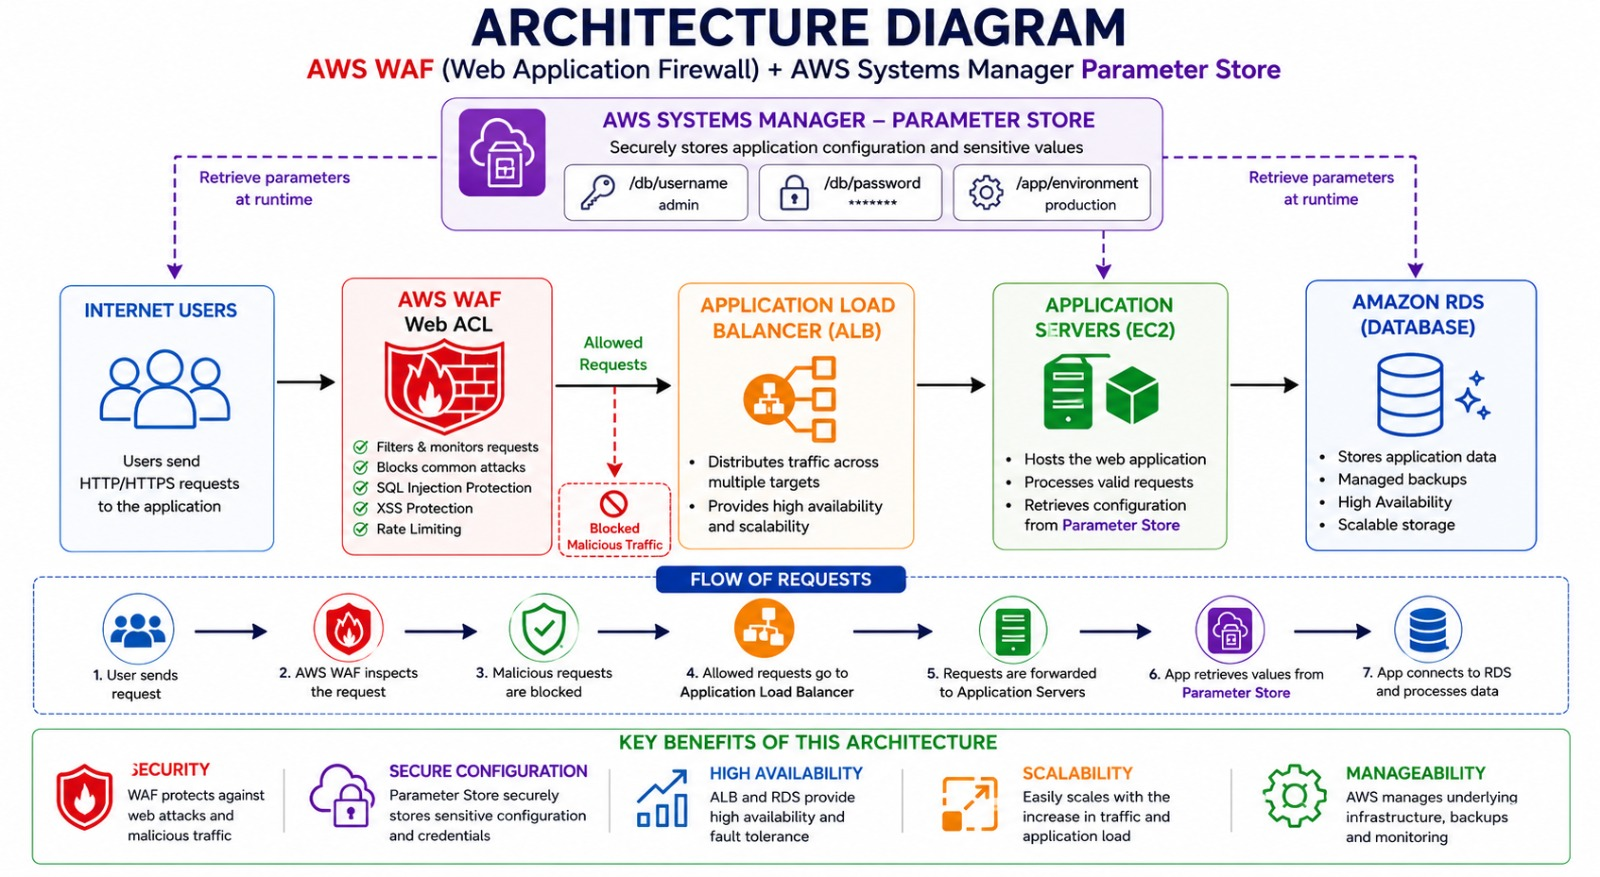 ARCHITECTURE DIAGRAM
AWS WAF (Web Application Firewall) + AWS Systems Manager Parameter Store
AWS SYSTEMS MANAGER – PARAMETER STORE
Securely stores application configuration and sensitive values
/db/username
admin
/db/password
*******
/app/environment
production
Retrieve parameters
at runtime
Retrieve parameters
at runtime
INTERNET USERS
Users send
HTTP/HTTPS requests
to the application
AWS WAF
Web ACL
Filters & monitors requests
Blocks common attacks
SQL Injection Protection
XSS Protection
Rate Limiting
Allowed
Requests
Blocked
Malicious Traffic
APPLICATION LOAD
BALANCER (ALB)
• Distributes traffic across
multiple targets
• Provides high availability
and scalability
APPLICATION
SERVERS (EC2)
• Hosts the web application
• Processes valid requests
• Retrieves configuration
from Parameter Store
AMAZON RDS
(DATABASE)
• Stores application data
• Managed backups
• High Availability
• Scalable storage
FLOW OF REQUESTS
1. User sends
request
2. AWS WAF inspects
the request
3. Malicious requests
are blocked
4. Allowed requests go to
Application Load Balancer
5. Requests are forwarded
to Application Servers
6. App retrieves values from
Parameter Store
7. App connects to RDS
and processes data
KEY BENEFITS OF THIS ARCHITECTURE
SECURITY
WAF protects against
web attacks and
malicious traffic
SECURE CONFIGURATION
Parameter Store securely
stores sensitive configuration
and credentials
HIGH AVAILABILITY
ALB and RDS provide
high availability and
fault tolerance
SCALABILITY
Easily scales with the
increase in traffic and
application load
MANAGEABILITY
AWS manages underlying
infrastructure, backups
and monitoring